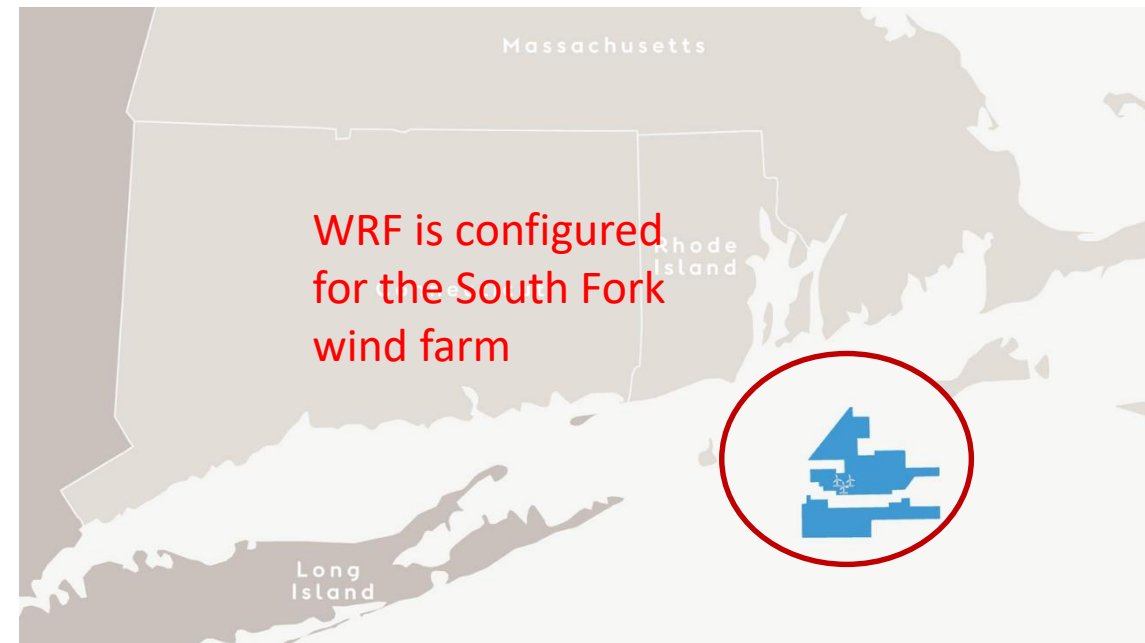 Massachusetts
WRF is configured
Rhode
for the South Fork
Island
wind farm
Long
Island